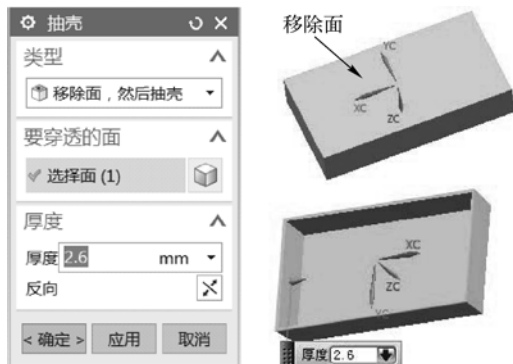 抽壳
类型
移除面，然后抽壳
要穿透的面
选择面 (1)
厚度
厚度 2.6 mm
反向
< 确定 > 应用 取消
移除面
YC
XC
ZC
XC
ZC
YC
厚度 2.6